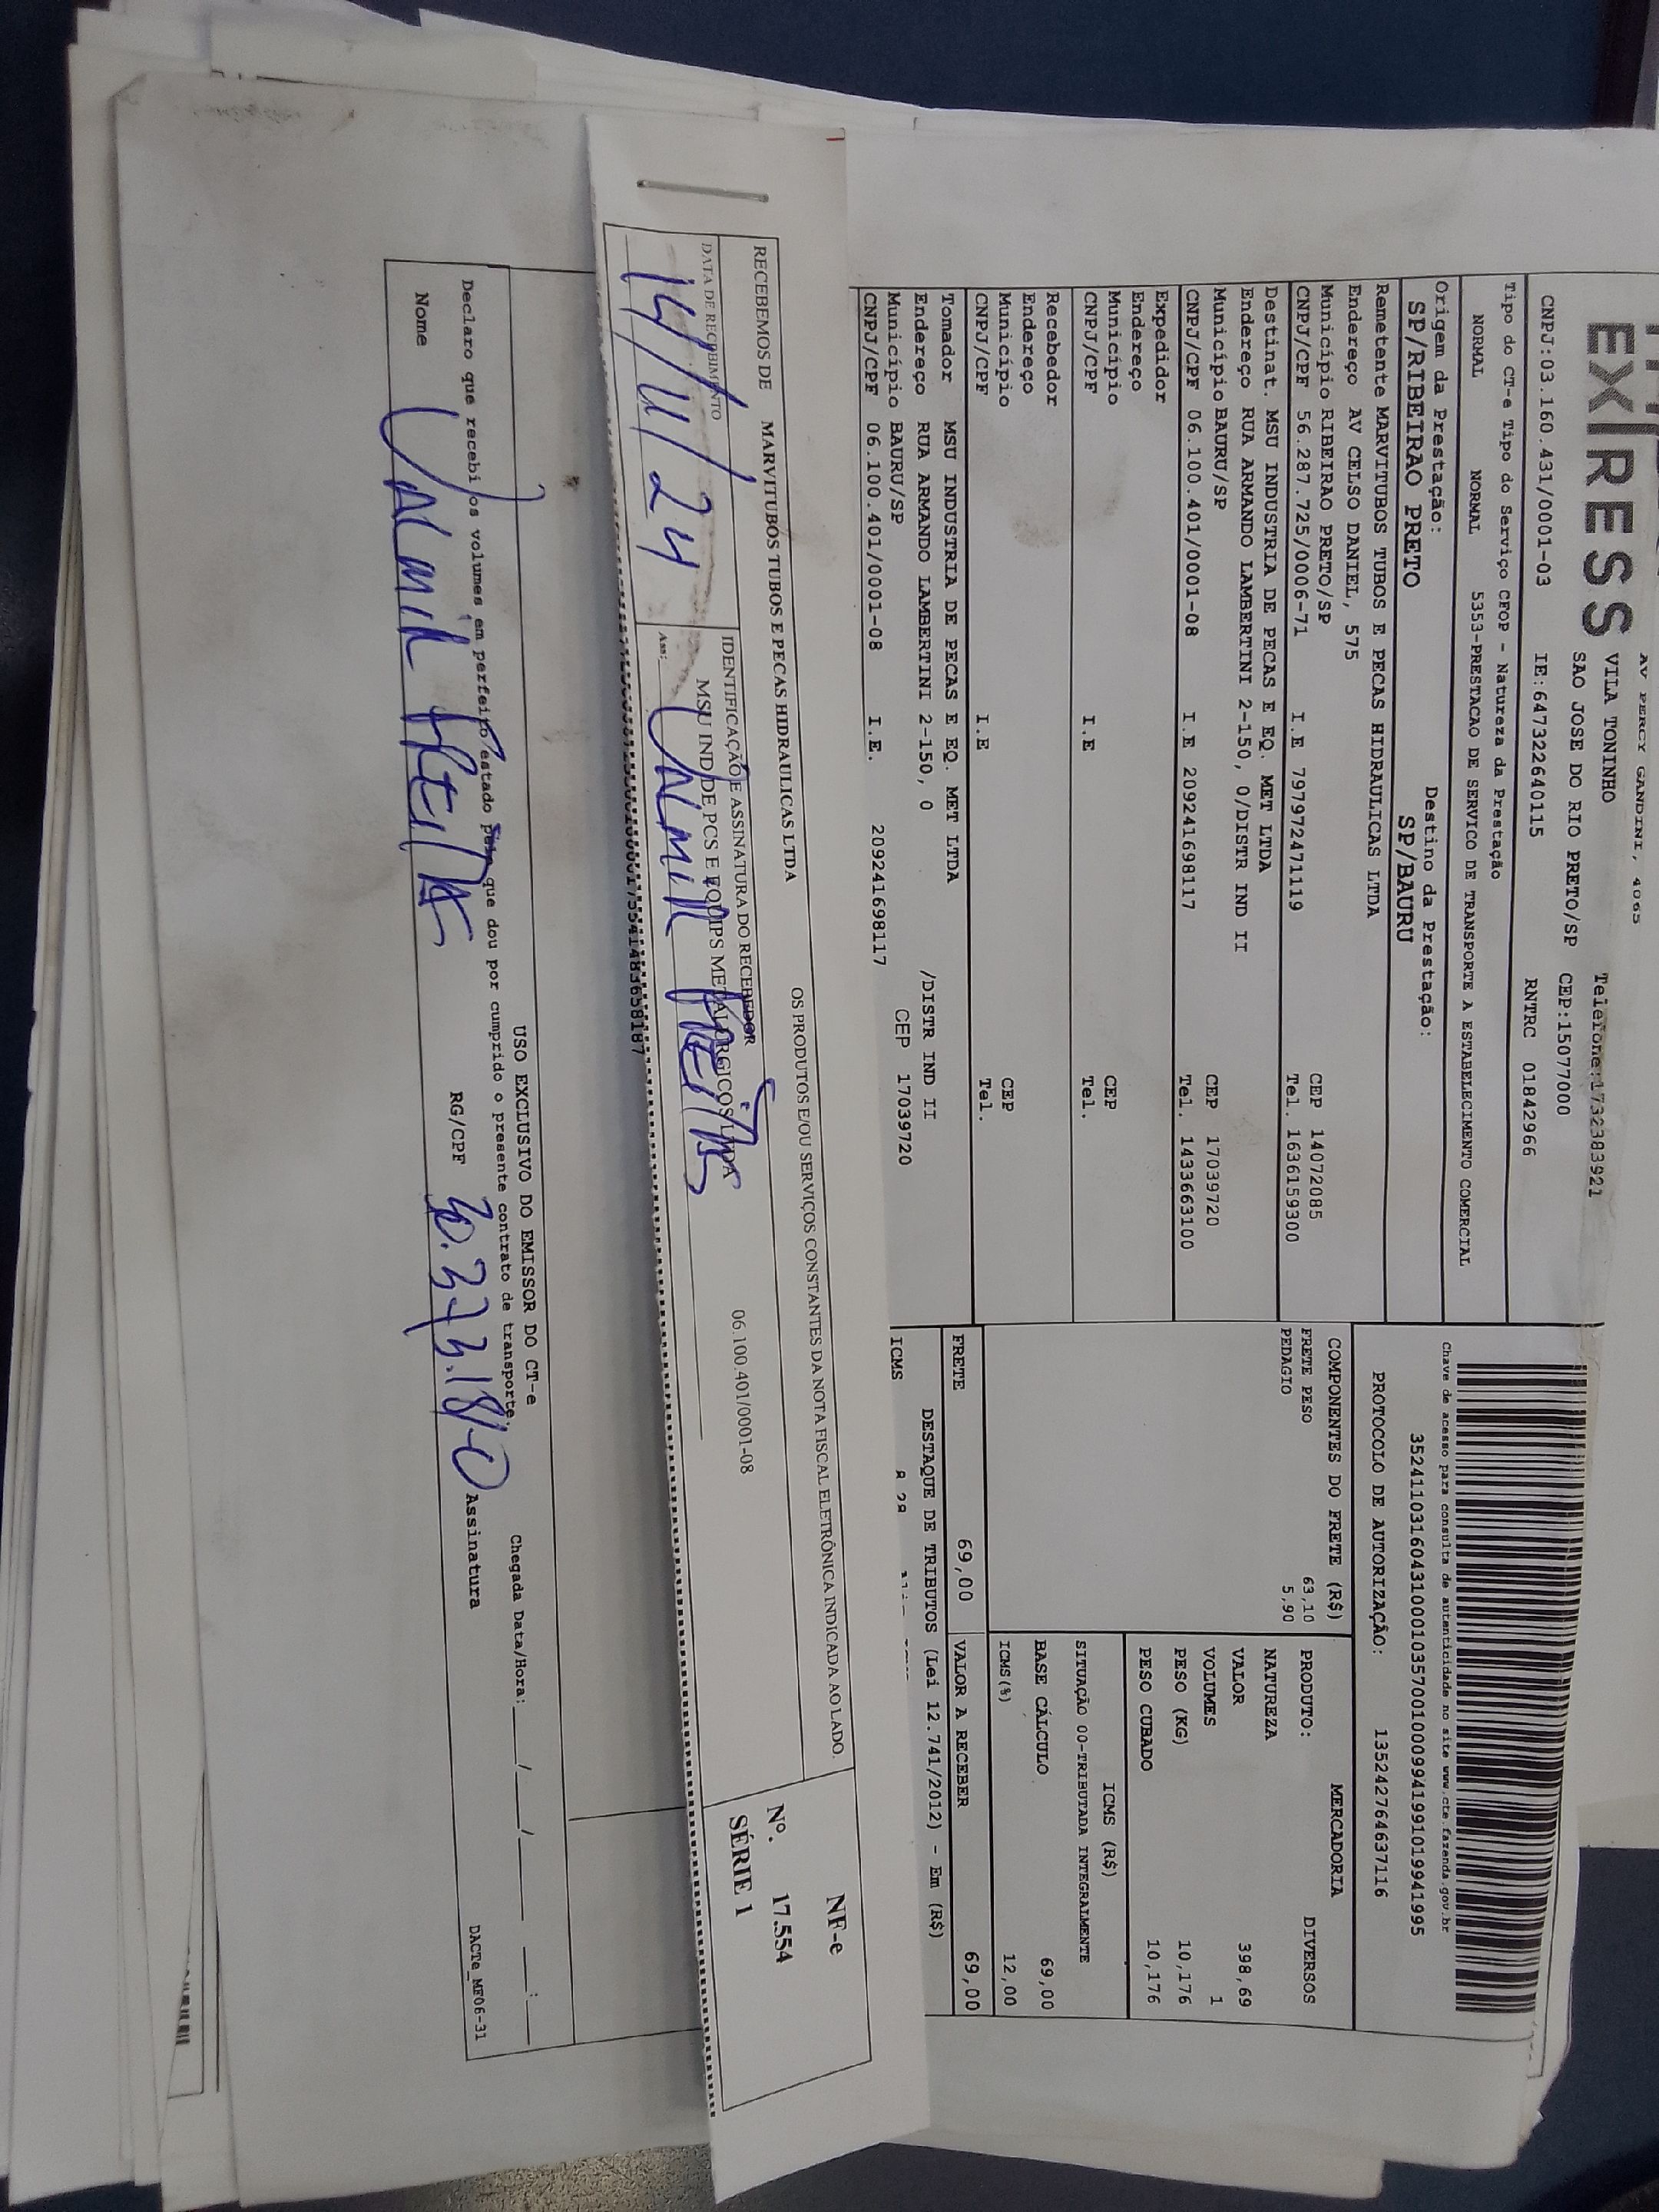 EXPRESS
AV PERCY GANDINI, 4065
VILA TONINHO
SAO JOSE DO RIO PRETO/SP CEP:15077000
Telefone:1732383921
CNPJ:03.160.431/0001-03 IE:647322640115 RNTRC 01842966
Tipo do CT-e Tipo do Serviço CFOP - Natureza da Prestação
NORMAL NORMAL 5353-PRESTACAO DE SERVICO DE TRANSPORTE A ESTABELECIMENTO COMERCIAL
Origem da Prestação: Destino da Prestação:
SP/RIBEIRAO PRETO SP/BAURU
Remetente MARVITUBOS TUBOS E PECAS HIDRAULICAS LTDA
Endereço AV CELSO DANIEL, 575
Município RIBEIRAO PRETO/SP CEP 14072085
CNPJ/CPF 56.287.725/0006-71 I.E 797972471119 Tel. 1636159300
Destinat. MSU INDUSTRIA DE PECAS E EQ. MET LTDA
Endereço RUA ARMANDO LAMBERTINI 2-150, 0/DISTR IND II
Município BAURU/SP CEP 17039720
CNPJ/CPF 06.100.401/0001-08 I.E 209241698117 Tel. 1433663100
Expedidor
Endereço
Município CEP
CNPJ/CPF I.E Tel.
Recebedor
Endereço
Município CEP
CNPJ/CPF I.E Tel.
Tomador MSU INDUSTRIA DE PECAS E EQ. MET LTDA
Endereço RUA ARMANDO LAMBERTINI 2-150, 0 /DISTR IND II
Município BAURU/SP CEP 17039720
CNPJ/CPF 06.100.401/0001-08 I.E. 209241698117
Chave de acesso para consulta de autenticidade no site www.cte.fazenda.gov.br
35241103160431000103570010009941991019941995
PROTOCOLO DE AUTORIZAÇÃO: 135242764637116
COMPONENTES DO FRETE (R$)
FRETE PESO 63,10
PEDAGIO 5,90
MERCADORIA
PRODUTO: DIVERSOS
NATUREZA
VALOR 398,69
VOLUMES 1
PESO (KG) 10,176
PESO CUBADO 10,176
ICMS (R$)
SITUAÇÃO 00-TRIBUTADA INTEGRALMENTE
BASE CÁLCULO 69,00
ICMS(%) 12,00
FRETE 69,00 VALOR A RECEBER 69,00
DESTAQUE DE TRIBUTOS (Lei 12.741/2012) - Em (R$)
ICMS 8,28
RECEBEMOS DE MARVITUBOS TUBOS E PECAS HIDRAULICAS LTDA OS PRODUTOS E/OU SERVIÇOS CONSTANTES DA NOTA FISCAL ELETRÔNICA INDICADA AO LADO.
DATA DE RECEBIMENTO
14/11/24
IDENTIFICAÇÃO E ASSINATURA DO RECEBEDOR
MSU IND DE PCS E EQUIPS METALORGICOS LTDA 06.100.401/0001-08
Ass:
NF-e
Nº. 17.554
SÉRIE 1
USO EXCLUSIVO DO EMISSOR DO CT-e
Declaro que recebi os volumes em perfeito estado pelo que dou por cumprido o presente contrato de transporte.
Chegada Data/Hora: ___/___/___ ___:___
Nome
RG/CPF
Assinatura
DACTe_MF06-31